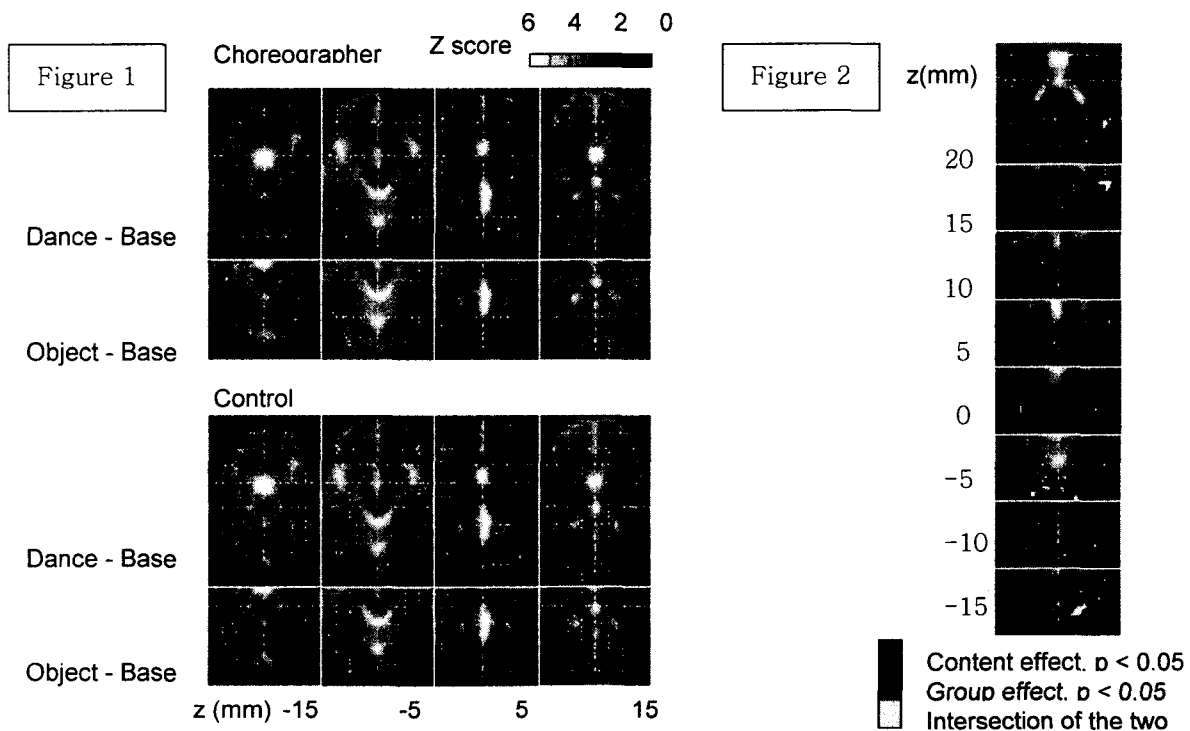 Figure 1
Choreographer
Z score
6 4 2 0
Dance - Base
Object - Base
Control
Dance - Base
Object - Base
z (mm) -15 -5 5 15
Figure 2
z(mm)
20
15
10
5
0
-5
-10
-15
Content effect. p < 0.05
Group effect. p < 0.05
Intersection of the two